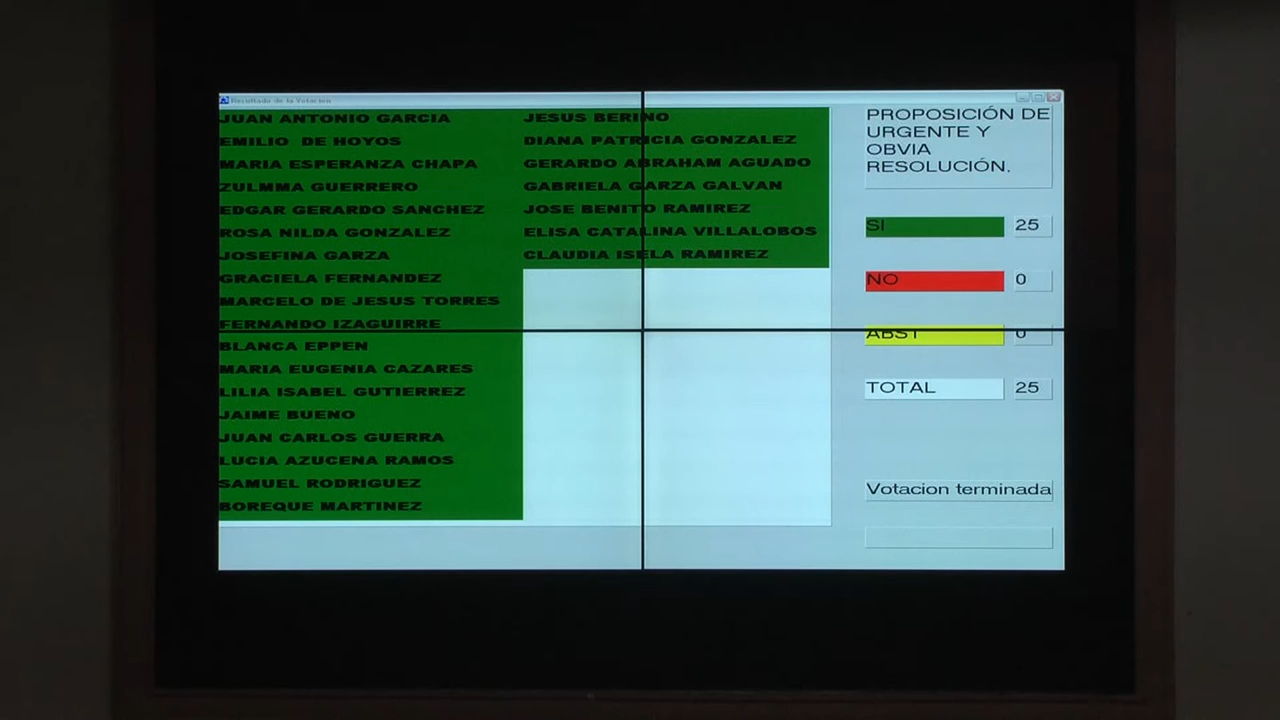 Resultado de la Votacion
JUAN ANTONIO GARCIA
EMILIO DE HOYOS
MARIA ESPERANZA CHAPA
ZULMMA GUERRERO
EDGAR GERARDO SANCHEZ
ROSA NILDA GONZALEZ
JOSEFINA GARZA
GRACIELA FERNANDEZ
MARCELO DE JESUS TORRES
FERNANDO IZAGUIRRE
BLANCA EPPEN
MARIA EUGENIA CAZARES
LILIA ISABEL GUTIERREZ
JAIME BUENO
JUAN CARLOS GUERRA
LUCIA AZUCENA RAMOS
SAMUEL RODRIGUEZ
BOREQUE MARTINEZ
JESUS BERINO
DIANA PATRICIA GONZALEZ
GERARDO ABRAHAM AGUADO
GABRIELA GARZA GALVAN
JOSE BENITO RAMIREZ
ELISA CATALINA VILLALOBOS
CLAUDIA ISELA RAMIREZ
PROPOSICIÓN DE
URGENTE Y
OBVIA
RESOLUCIÓN.
SI 25
NO 0
ABST 0
TOTAL 25
Votacion terminada